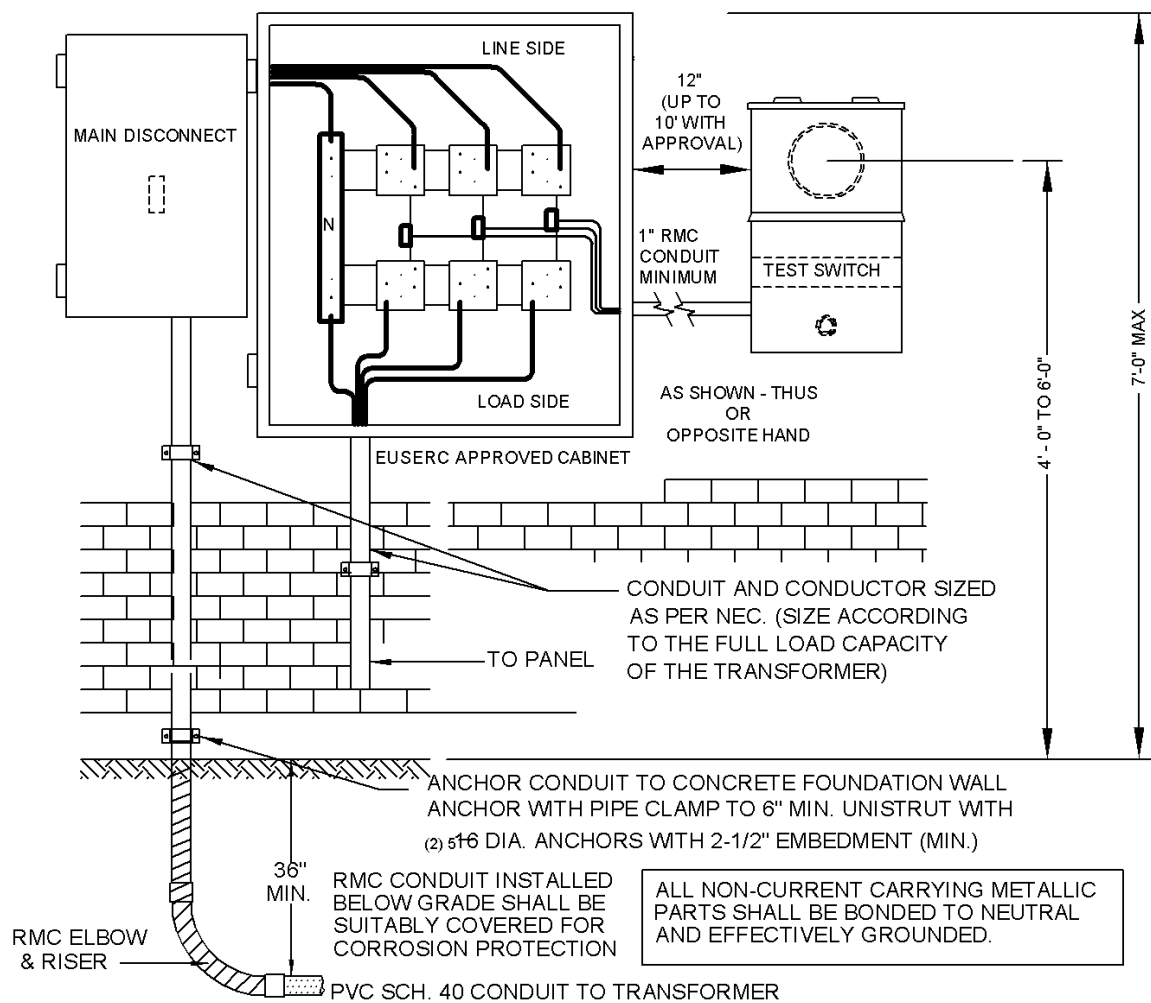 LINE SIDE
MAIN DISCONNECT
12"
(UP TO
10' WITH
APPROVAL)
N
1" RMC
CONDUIT
MINIMUM
TEST SWITCH
7'-0" MAX
4' - 0" TO 6'-0"
LOAD SIDE
AS SHOWN - THUS
OR
OPPOSITE HAND
EUSERC APPROVED CABINET
CONDUIT AND CONDUCTOR SIZED
AS PER NEC. (SIZE ACCORDING
TO THE FULL LOAD CAPACITY
OF THE TRANSFORMER)
TO PANEL
ANCHOR CONDUIT TO CONCRETE FOUNDATION WALL
ANCHOR WITH PIPE CLAMP TO 6" MIN. UNISTRUT WITH
(2) DIA. ANCHORS WITH 2-1/2" EMBEDMENT (MIN.)
36"
MIN.
RMC CONDUIT INSTALLED
BELOW GRADE SHALL BE
SUITABLY COVERED FOR
CORROSION PROTECTION
ALL NON-CURRENT CARRYING METALLIC
PARTS SHALL BE BONDED TO NEUTRAL
AND EFFECTIVELY GROUNDED.
RMC ELBOW
& RISER
PVC SCH. 40 CONDUIT TO TRANSFORMER